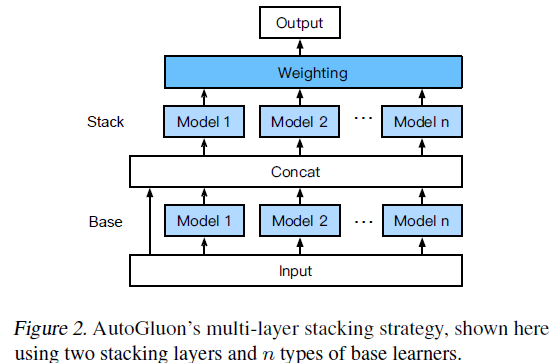 Output
Weighting
Stack
Model 1 Model 2 ... Model n
Concat
Base
Model 1 Model 2 ... Model n
Input
Figure 2. AutoGluon's multi-layer stacking strategy, shown here
using two stacking layers and n types of base learners.